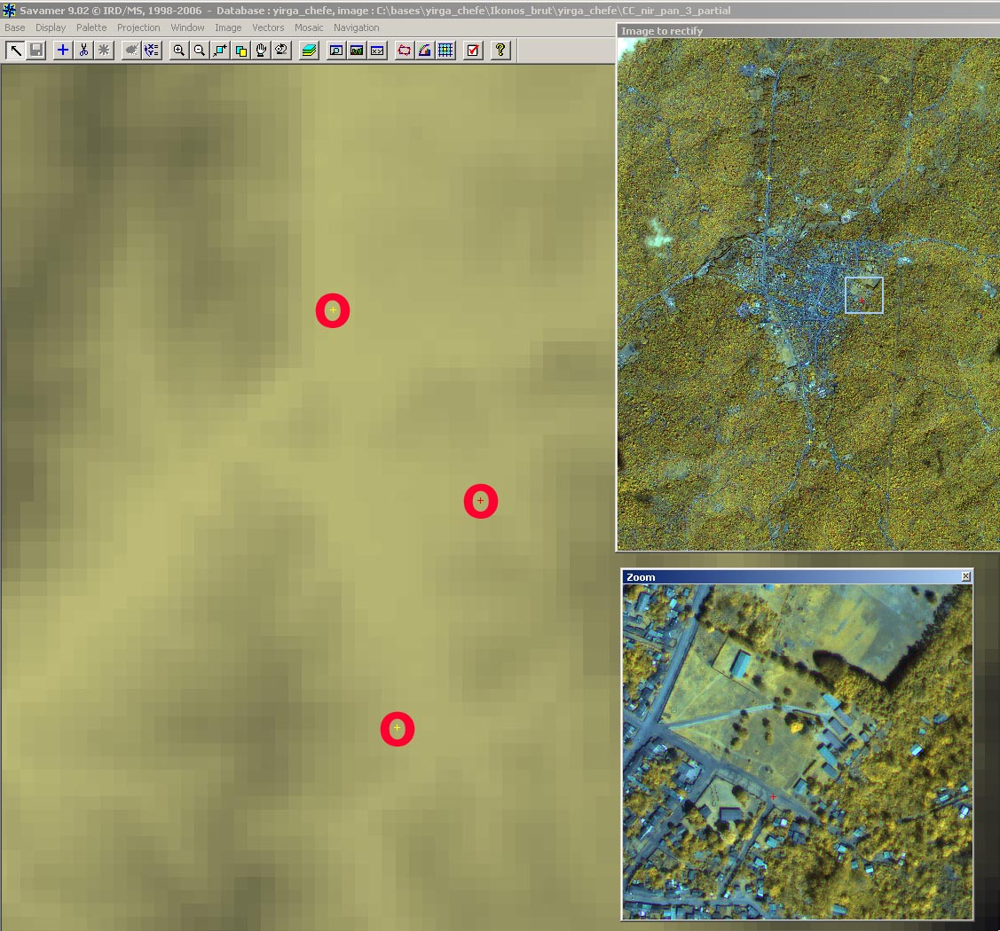 Savamer 9.02 © IRD/MS, 1998-2006 - Database : yirga_chefe, image : C:\bases\yirga_chefe\Ikonos_brut\yirga_chefe\CC_nir_pan_3_partial
Base Display Palette Projection Window Image Vectors Mosaic Navigation
Image to rectify
Zoom